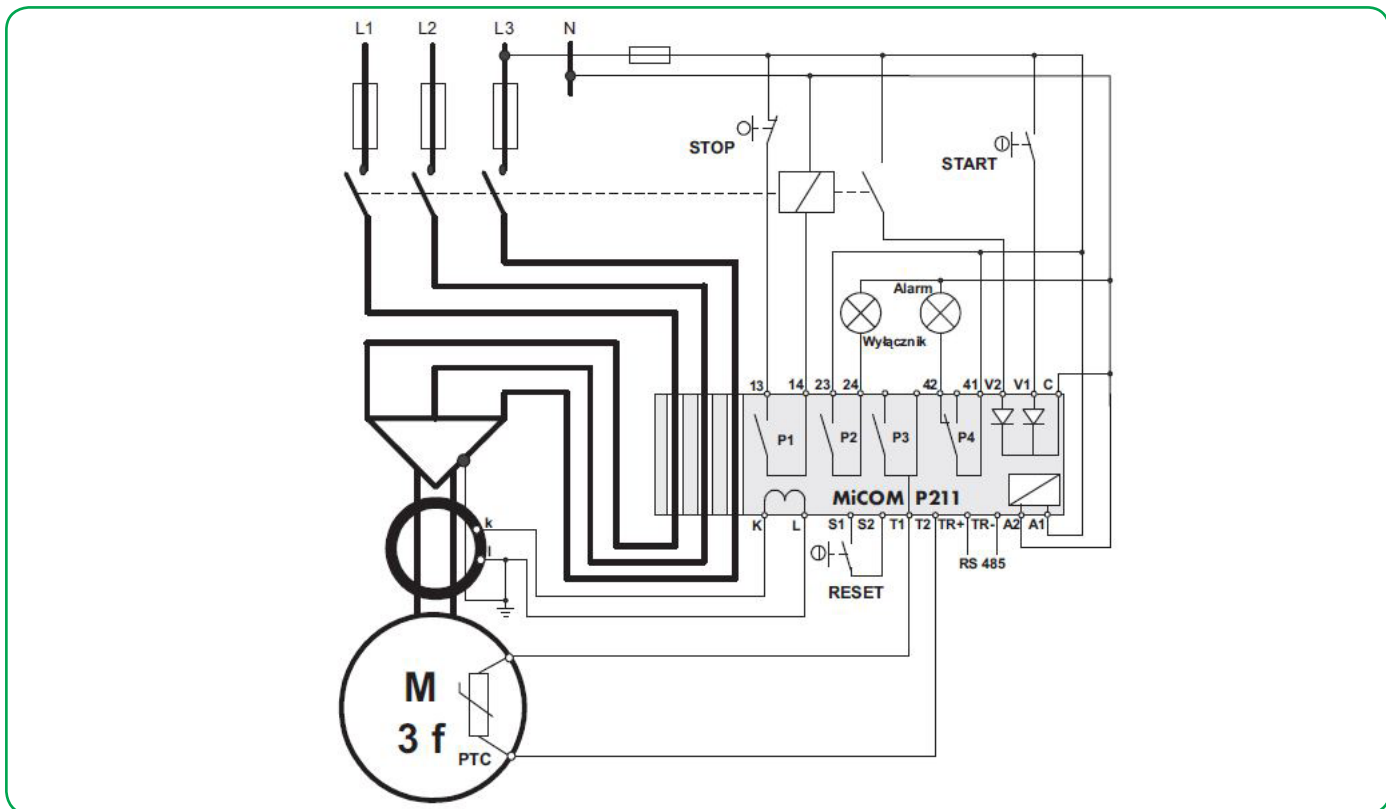 L1 L2 L3 N
STOP
START
Alarm
Wyłącznik
13 14 23 24 42 41 V2 V1 C
P1 P2 P3 P4
MiCOM P211
K L S1 S2 T1 T2 TR+ TR- A2 A1
k
l
RS 485
RESET
M
3 f
PTC